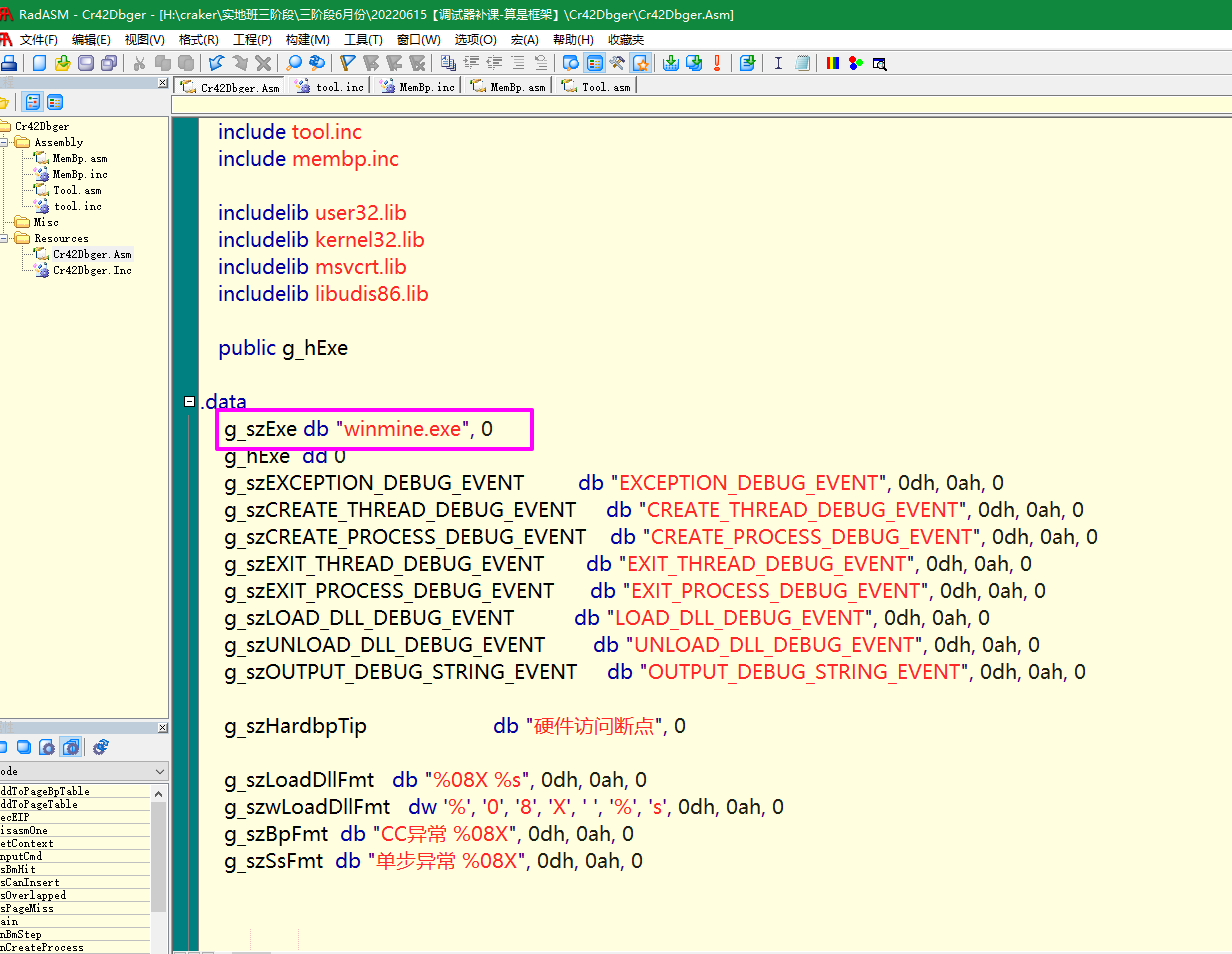 RadASM - Cr42Dbger - [H:\craker\实地班三阶段\三阶段6月份\20220615【调试器补课-算是框架】\Cr42Dbger\Cr42Dbger.Asm]
文件(F) 编辑(E) 视图(V) 格式(R) 工程(P) 构建(M) 工具(T) 窗口(W) 选项(O) 宏(A) 帮助(H) 收藏夹
Cr42Dbger.Asm tool.inc MemBp.inc MemBp.asm Tool.asm
Cr42Dbger
Assembly
MemBp.asm
MemBp.inc
Tool.asm
tool.inc
Misc
Resources
Cr42Dbger.Asm
Cr42Dbger.Inc
ode
ddToPageBpTable
ddToPageTable
ecEIP
isasmOne
etContext
nputCmd
sBmHit
sCanInsert
sOverlapped
sPageMiss
ain
nBmStep
nCreateProcess
include tool.inc
include membp.inc
includelib user32.lib
includelib kernel32.lib
includelib msvcrt.lib
includelib libudis86.lib
public g_hExe
.data
g_szExe db "winmine.exe", 0
g_hExe dd 0
g_szEXCEPTION_DEBUG_EVENT db "EXCEPTION_DEBUG_EVENT", 0dh, 0ah, 0
g_szCREATE_THREAD_DEBUG_EVENT db "CREATE_THREAD_DEBUG_EVENT", 0dh, 0ah, 0
g_szCREATE_PROCESS_DEBUG_EVENT db "CREATE_PROCESS_DEBUG_EVENT", 0dh, 0ah, 0
g_szEXIT_THREAD_DEBUG_EVENT db "EXIT_THREAD_DEBUG_EVENT", 0dh, 0ah, 0
g_szEXIT_PROCESS_DEBUG_EVENT db "EXIT_PROCESS_DEBUG_EVENT", 0dh, 0ah, 0
g_szLOAD_DLL_DEBUG_EVENT db "LOAD_DLL_DEBUG_EVENT", 0dh, 0ah, 0
g_szUNLOAD_DLL_DEBUG_EVENT db "UNLOAD_DLL_DEBUG_EVENT", 0dh, 0ah, 0
g_szOUTPUT_DEBUG_STRING_EVENT db "OUTPUT_DEBUG_STRING_EVENT", 0dh, 0ah, 0
g_szHardbpTip db "硬件访问断点", 0
g_szLoadDllFmt db "%08X %s", 0dh, 0ah, 0
g_szwLoadDllFmt dw '%', '0', '8', 'X', ' ', '%', 's', 0dh, 0ah, 0
g_szBpFmt db "CC异常 %08X", 0dh, 0ah, 0
g_szSsFmt db "单步异常 %08X", 0dh, 0ah, 0